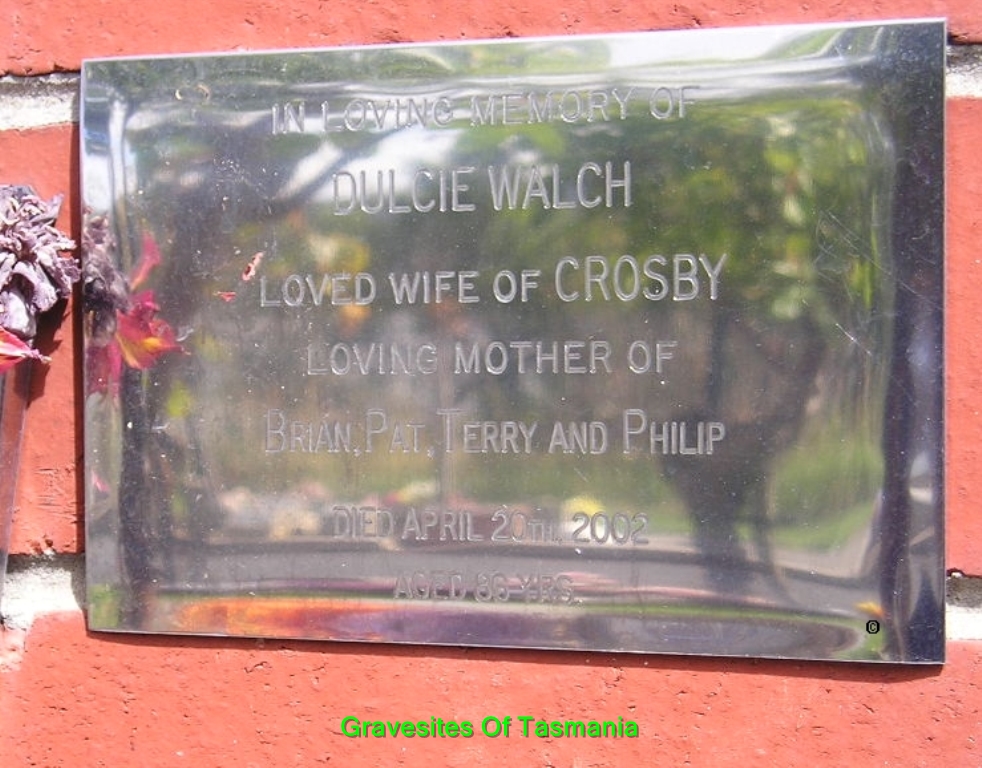 IN LOVING MEMORY OF
DULCIE WALCH
LOVED WIFE OF CROSBY
LOVING MOTHER OF
BRIAN, PAT, TERRY AND PHILIP
DIED APRIL 20TH, 2002
AGED YRS.
©
Gravesites Of Tasmania